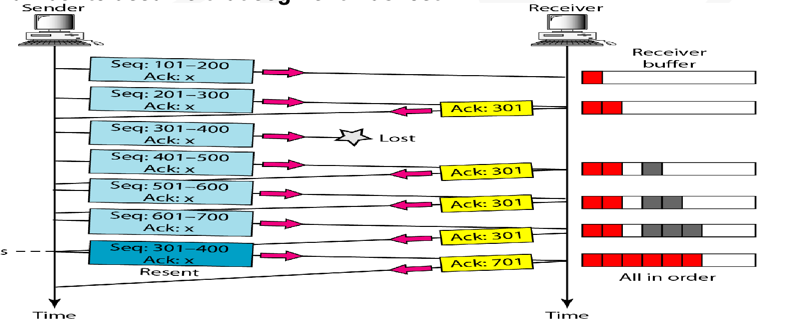 Sender
Receiver
Receiver
buffer
Seq: 101–200
Ack: x
Seq: 201–300
Ack: x
Ack: 301
Seq: 301–400
Ack: x
Lost
Seq: 401–500
Ack: x
Ack: 301
Seq: 501–600
Ack: x
Ack: 301
Seq: 601–700
Ack: x
Ack: 301
s
Seq: 301–400
Ack: x
Resent
Ack: 701
All in order
Time
Time